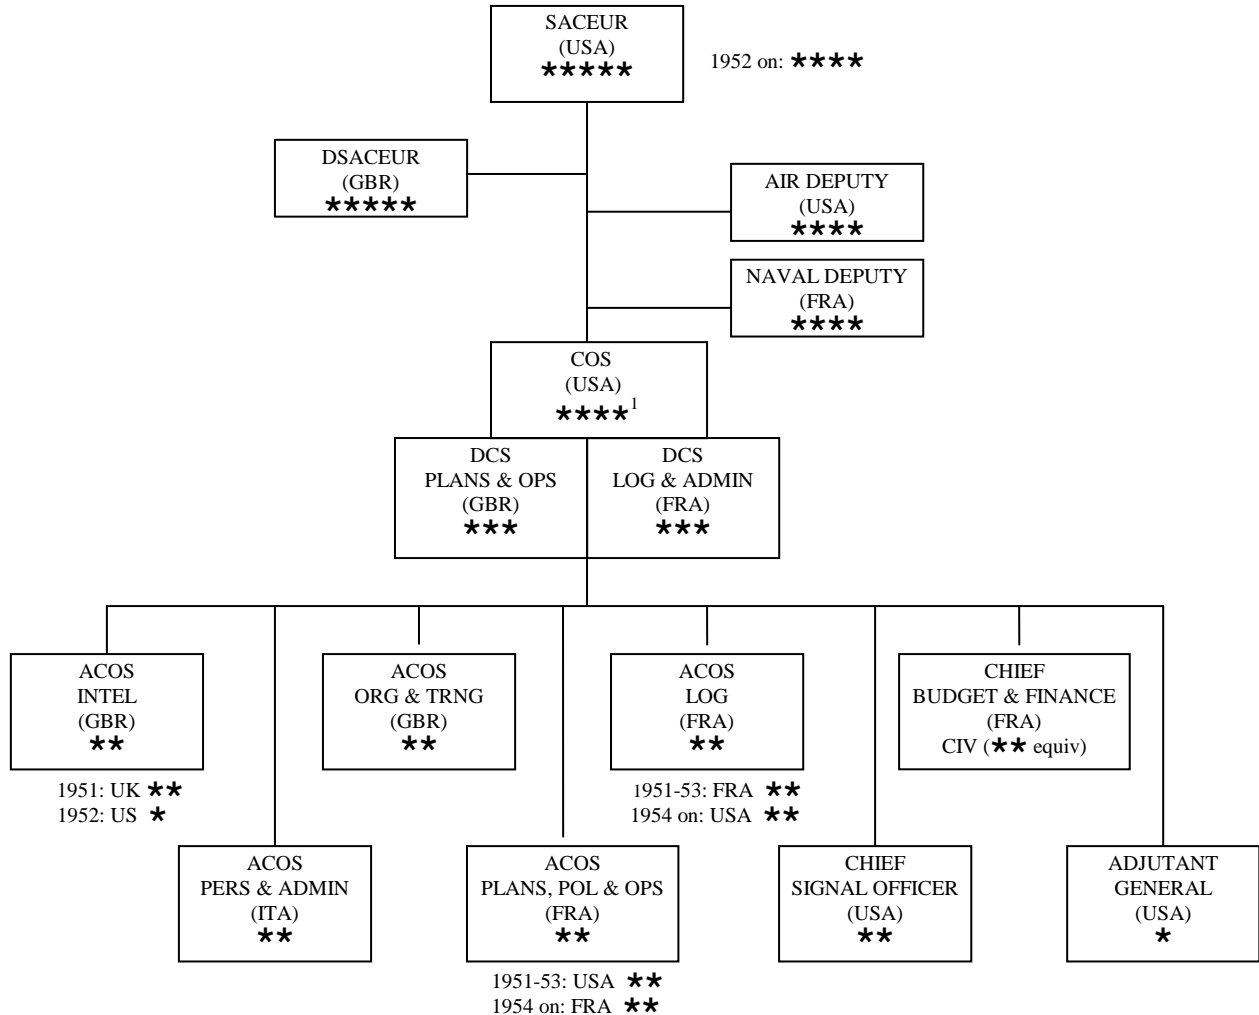 SACEUR
(USA)
★★★★★
1952 on: ★★★★
DSACEUR
(GBR)
★★★★★
AIR DEPUTY
(USA)
★★★★
NAVAL DEPUTY
(FRA)
★★★★
COS
(USA)
★★★★1
DCS
PLANS & OPS
(GBR)
★★★
DCS
LOG & ADMIN
(FRA)
★★★
ACOS
INTEL
(GBR)
★★
1951: UK ★★
1952: US ★
ACOS
ORG & TRNG
(GBR)
★★
ACOS
LOG
(FRA)
★★
1951-53: FRA ★★
1954 on: USA ★★
CHIEF
BUDGET & FINANCE
(FRA)
CIV (★★ equiv)
ACOS
PERS & ADMIN
(ITA)
★★
ACOS
PLANS, POL & OPS
(FRA)
★★
1951-53: USA ★★
1954 on: FRA ★★
CHIEF
SIGNAL OFFICER
(USA)
★★
ADJUTANT
GENERAL
(USA)
★